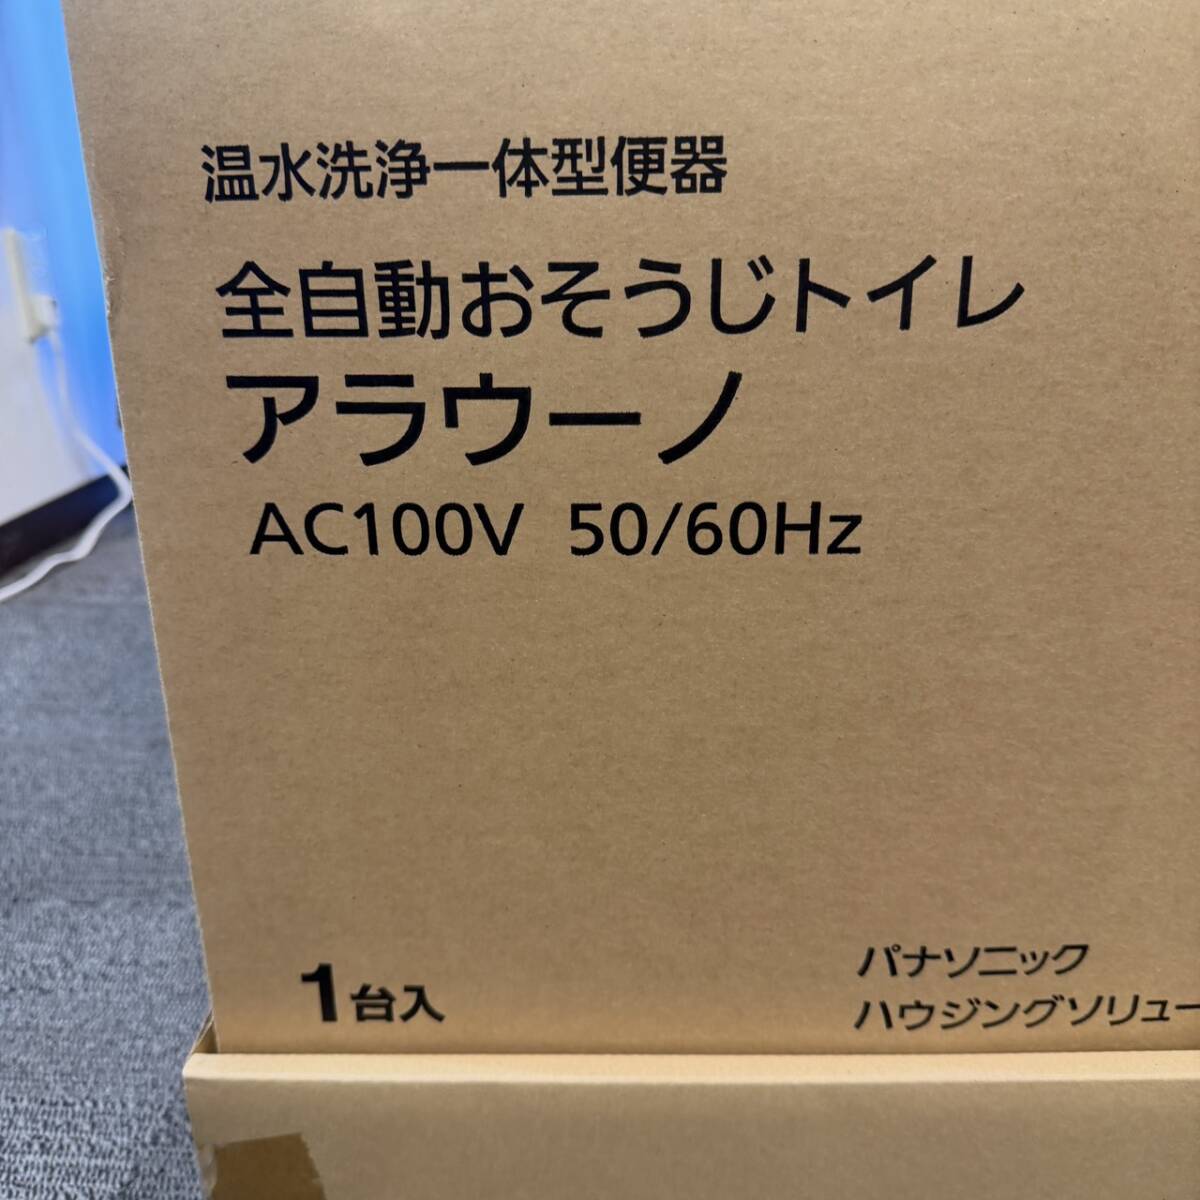 温水洗浄一体型便器
全自動おそうじトイレ
アラウーノ
AC100V 50/60Hz
1台入
パナソニック
ハウジングソリュー